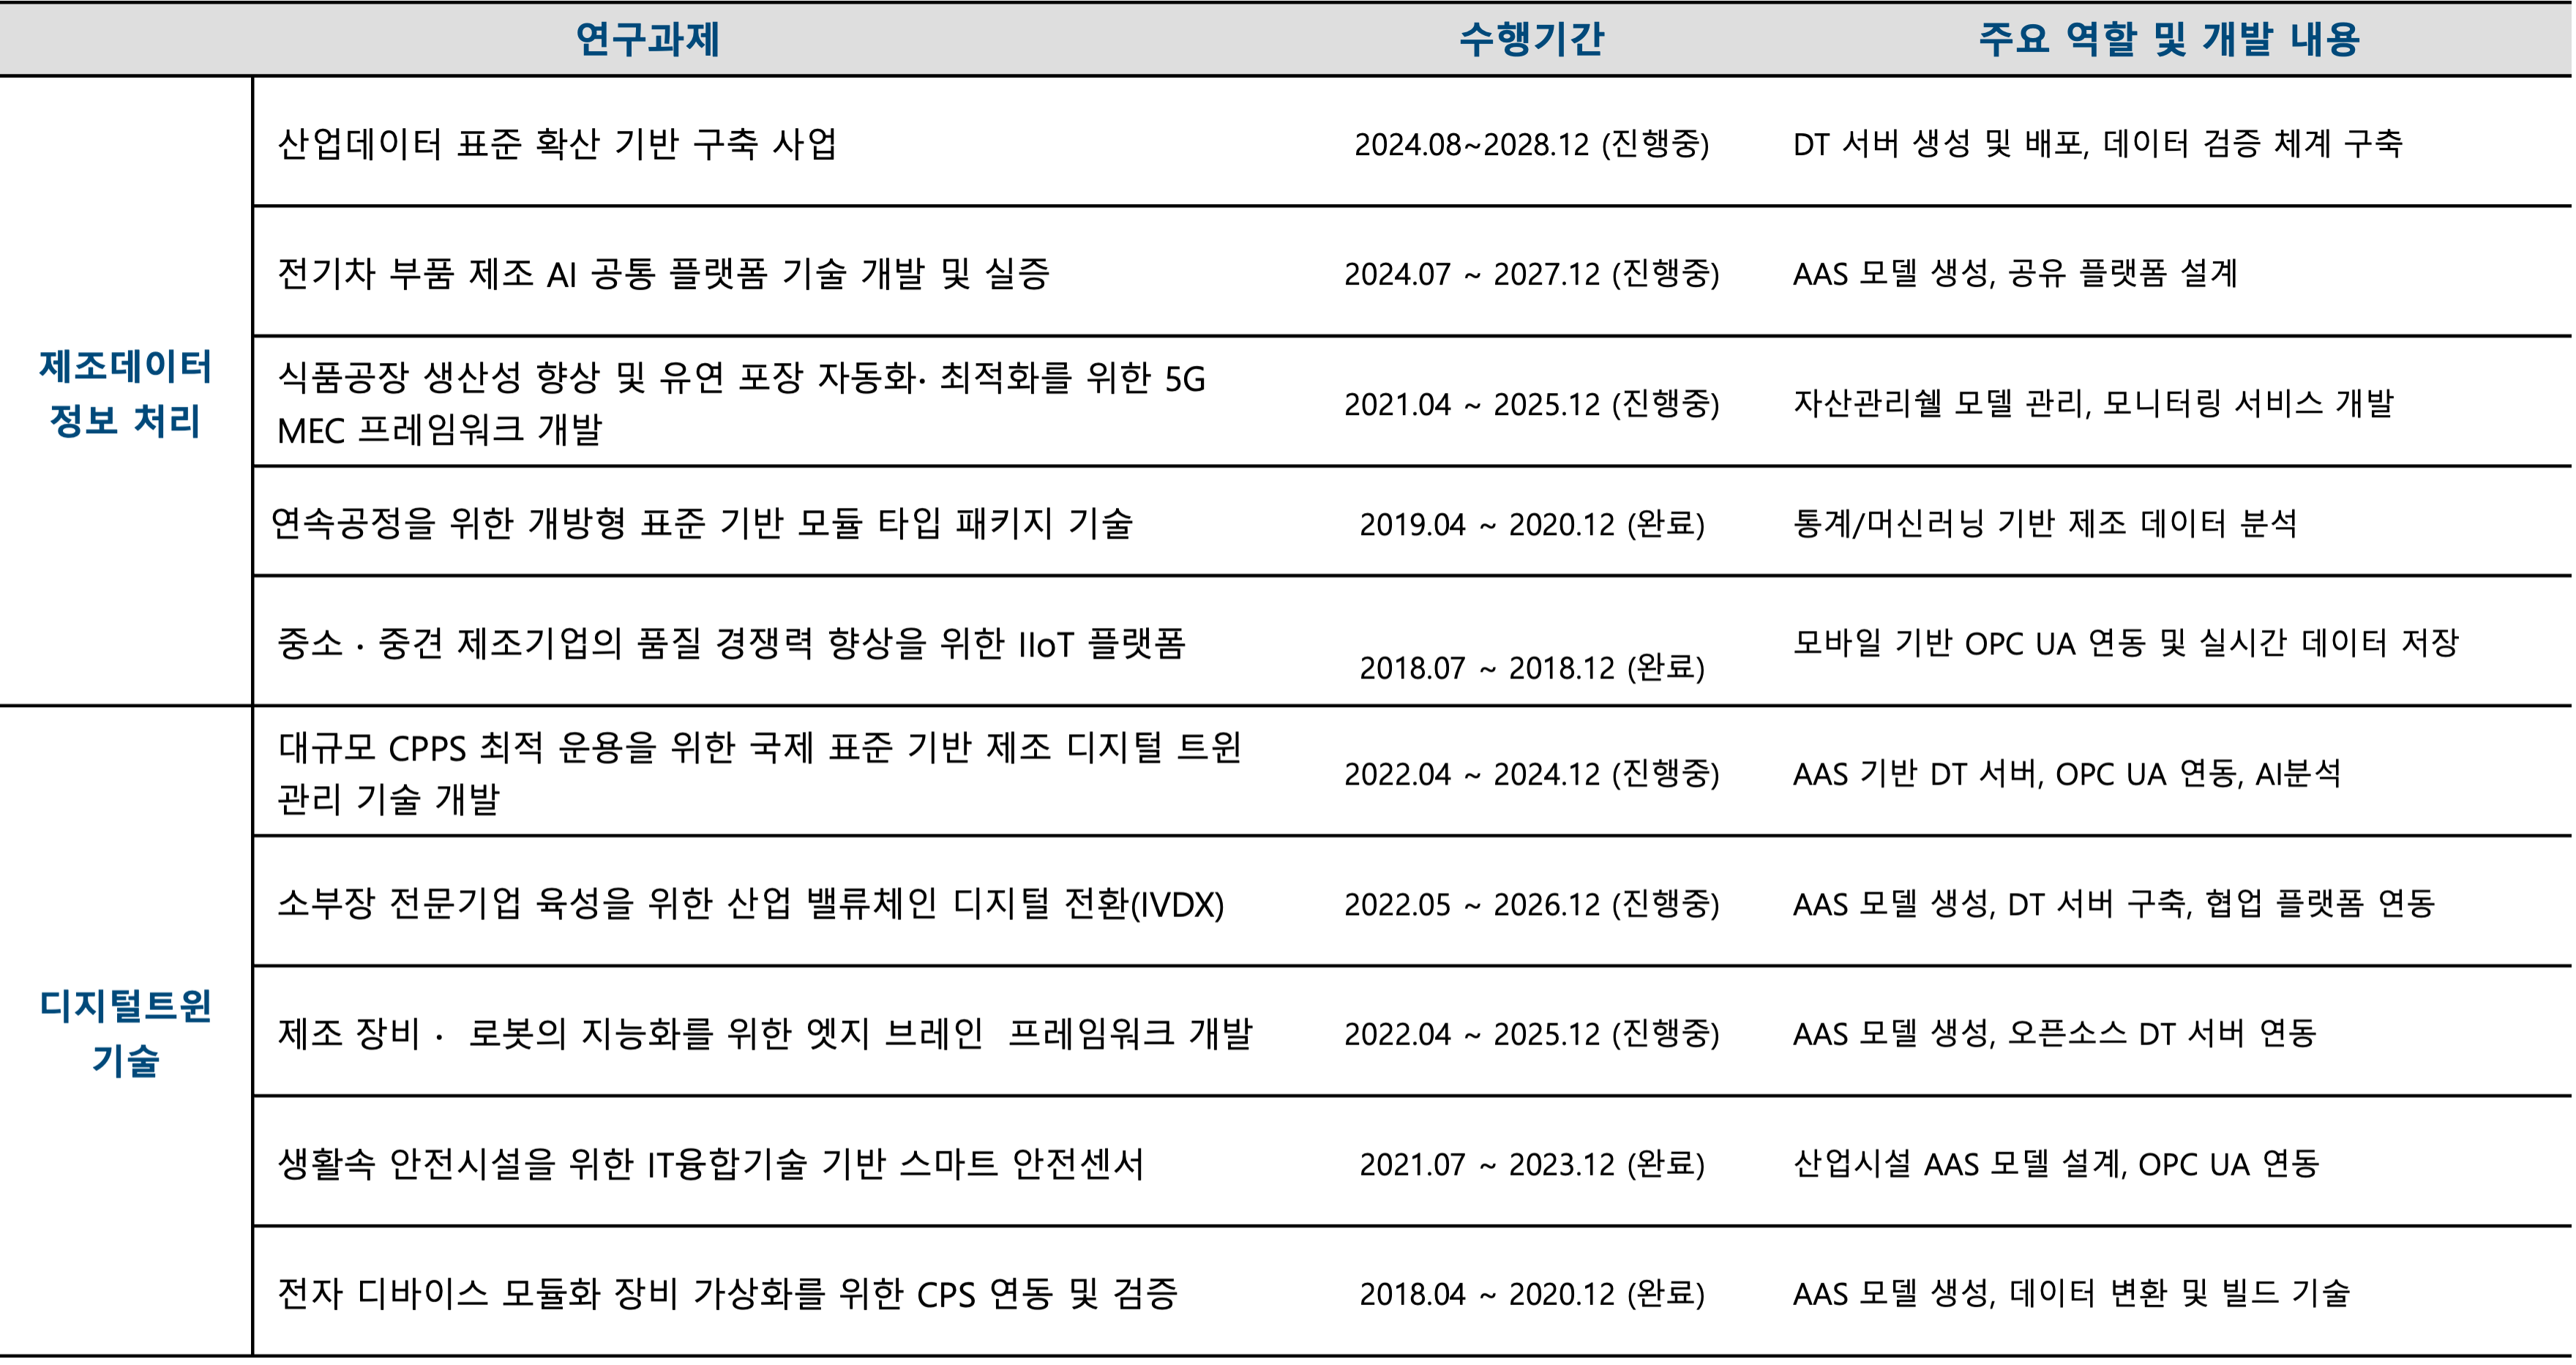 연구과제 수행기간 주요 역할 및 개발 내용
제조데이터
정보 처리
산업데이터 표준 확산 기반 구축 사업 2024.08~2028.12 (진행중) DT 서버 생성 및 배포, 데이터 검증 체계 구축
전기차 부품 제조 AI 공통 플랫폼 기술 개발 및 실증 2024.07 ~ 2027.12 (진행중) AAS 모델 생성, 공유 플랫폼 설계
식품공장 생산성 향상 및 유연 포장 자동화· 최적화를 위한 5G
MEC 프레임워크 개발
2021.04 ~ 2025.12 (진행중) 자산관리쉘 모델 관리, 모니터링 서비스 개발
연속공정을 위한 개방형 표준 기반 모듈 타입 패키지 기술 2019.04 ~ 2020.12 (완료) 통계/머신러닝 기반 제조 데이터 분석
중소 · 중견 제조기업의 품질 경쟁력 향상을 위한 IIoT 플랫폼 2018.07 ~ 2018.12 (완료) 모바일 기반 OPC UA 연동 및 실시간 데이터 저장
디지털트윈
기술
대규모 CPPS 최적 운용을 위한 국제 표준 기반 제조 디지털 트윈
관리 기술 개발
2022.04 ~ 2024.12 (진행중) AAS 기반 DT 서버, OPC UA 연동, AI분석
소부장 전문기업 육성을 위한 산업 밸류체인 디지털 전환(IVDX) 2022.05 ~ 2026.12 (진행중) AAS 모델 생성, DT 서버 구축, 협업 플랫폼 연동
제조 장비 · 로봇의 지능화를 위한 엣지 브레인 프레임워크 개발 2022.04 ~ 2025.12 (진행중) AAS 모델 생성, 오픈소스 DT 서버 연동
생활속 안전시설을 위한 IT융합기술 기반 스마트 안전센서 2021.07 ~ 2023.12 (완료) 산업시설 AAS 모델 설계, OPC UA 연동
전자 디바이스 모듈화 장비 가상화를 위한 CPS 연동 및 검증 2018.04 ~ 2020.12 (완료) AAS 모델 생성, 데이터 변환 및 빌드 기술